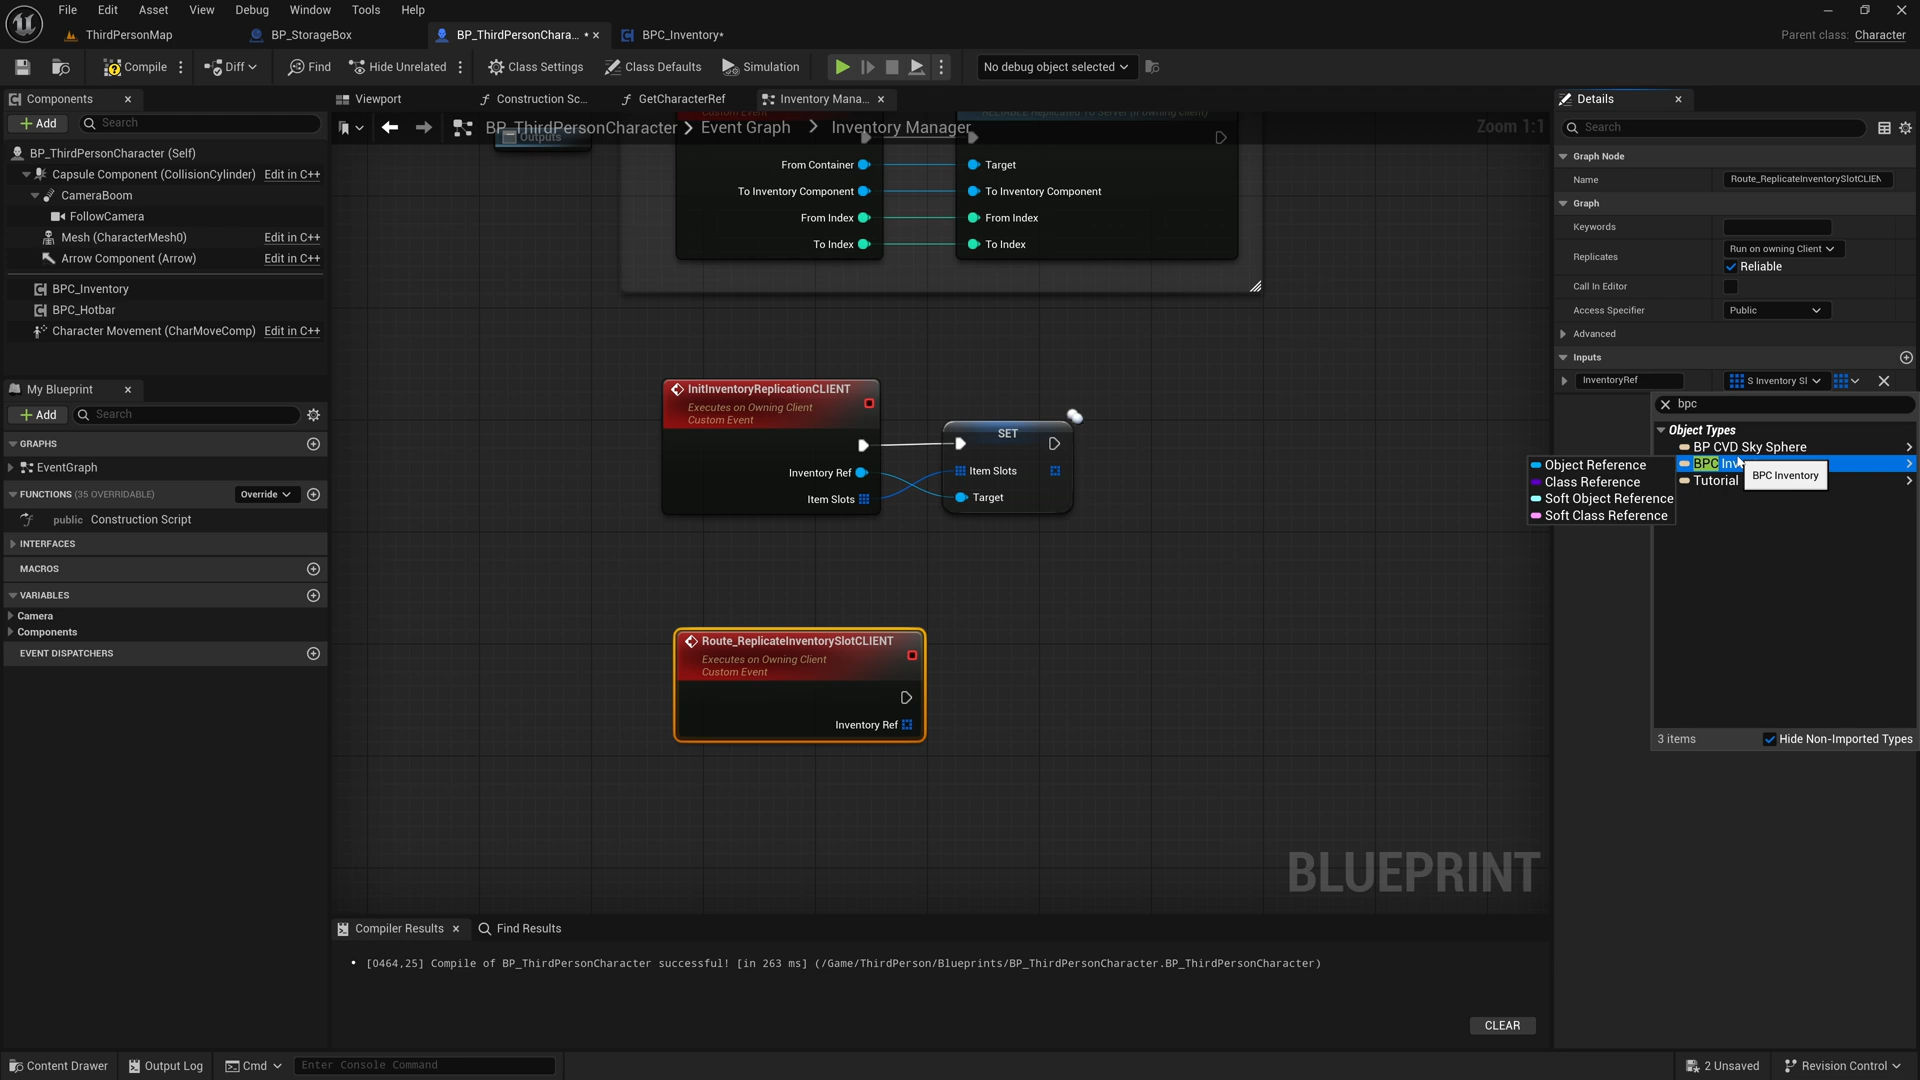 File Edit Asset View Debug Window Tools Help
ThirdPersonMap BP_StorageBox BP_ThirdPersonChara... * BPC_Inventory* Parent class: Character
Compile Diff Find Hide Unrelated Class Settings Class Defaults Simulation No debug object selected
Components Viewport Construction Sc... GetCharacterRef Inventory Mana... Details
Add Search BP_ThirdPersonCharacter Event Graph Inventory Manager Zoom 1:1 Search
Outputs
RELIABLE Replicated To Server (if owning client)
Custom Event
BP_ThirdPersonCharacter (Self)
Capsule Component (CollisionCylinder) Edit in C++
CameraBoom
FollowCamera
Mesh (CharacterMesh0) Edit in C++
Arrow Component (Arrow) Edit in C++
BPC_Inventory
BPC_Hotbar
Character Movement (CharMoveComp) Edit in C++
From Container Target
To Inventory Component To Inventory Component
From Index From Index
To Index To Index
Graph Node
Name Route_ReplicateInventorySlotCLIEN
Graph
Keywords
Replicates Run on owning Client
Reliable
Call In Editor
Access Specifier Public
Advanced
Inputs
InventoryRef S Inventory Sl
bpc
Object Types
BP CVD Sky Sphere
BPC Inv
BPC Inventory
Tutorial
Object Reference
Class Reference
Soft Object Reference
Soft Class Reference
3 items Hide Non-Imported Types
My Blueprint
Add Search
GRAPHS
EventGraph
FUNCTIONS (35 OVERRIDABLE) Override
public Construction Script
INTERFACES
MACROS
VARIABLES
Camera
Components
EVENT DISPATCHERS
InitInventoryReplicationCLIENT
Executes on Owning Client
Custom Event
Inventory Ref
Item Slots
SET
Item Slots
Target
Route_ReplicateInventorySlotCLIENT
Executes on Owning Client
Custom Event
Inventory Ref
BLUEPRINT
Compiler Results Find Results
• [0464,25] Compile of BP_ThirdPersonCharacter successful! [in 263 ms] (/Game/ThirdPerson/Blueprints/BP_ThirdPersonCharacter.BP_ThirdPersonCharacter)
CLEAR
Content Drawer Output Log Cmd Enter Console Command 2 Unsaved Revision Control